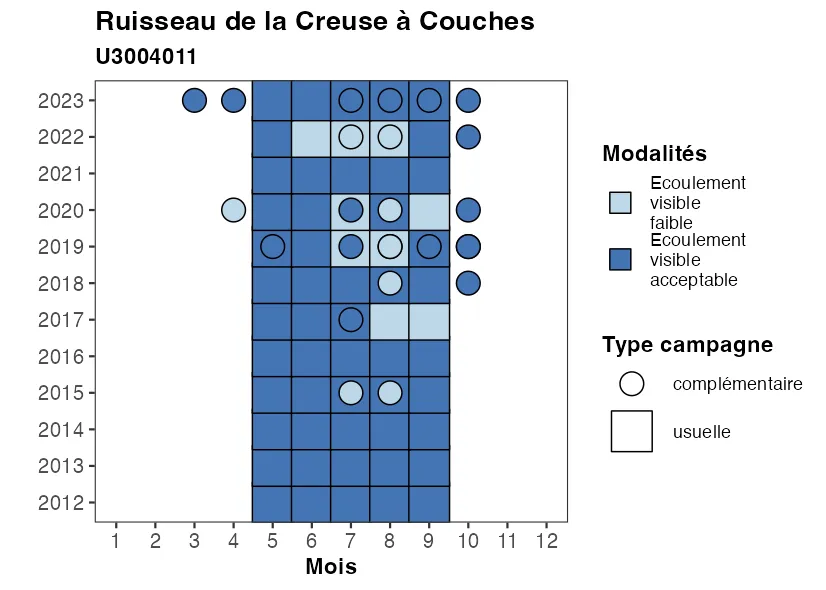 Ruisseau de la Creuse à Couches
U3004011
2023
2022
2021
2020
2019
2018
2017
2016
2015
2014
2013
2012
1 2 3 4 5 6 7 8 9 10 11 12
Mois
Modalités
Ecoulement
visible
faible
Ecoulement
visible
acceptable
Type campagne
complémentaire
usuelle